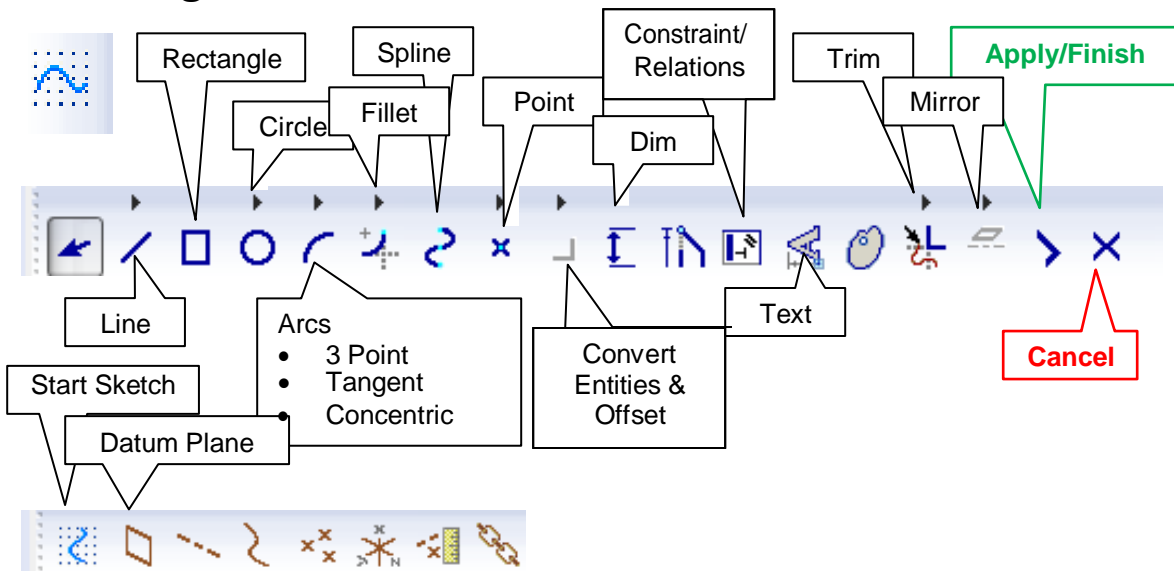 Rectangle
Circle
Fillet
Spline
Point
Dim
Constraint/
Relations
Trim
Mirror
Apply/Finish
Line
Arcs
• 3 Point
• Tangent
• Concentric
Convert
Entities &
Offset
Text
Cancel
Start Sketch
Datum Plane